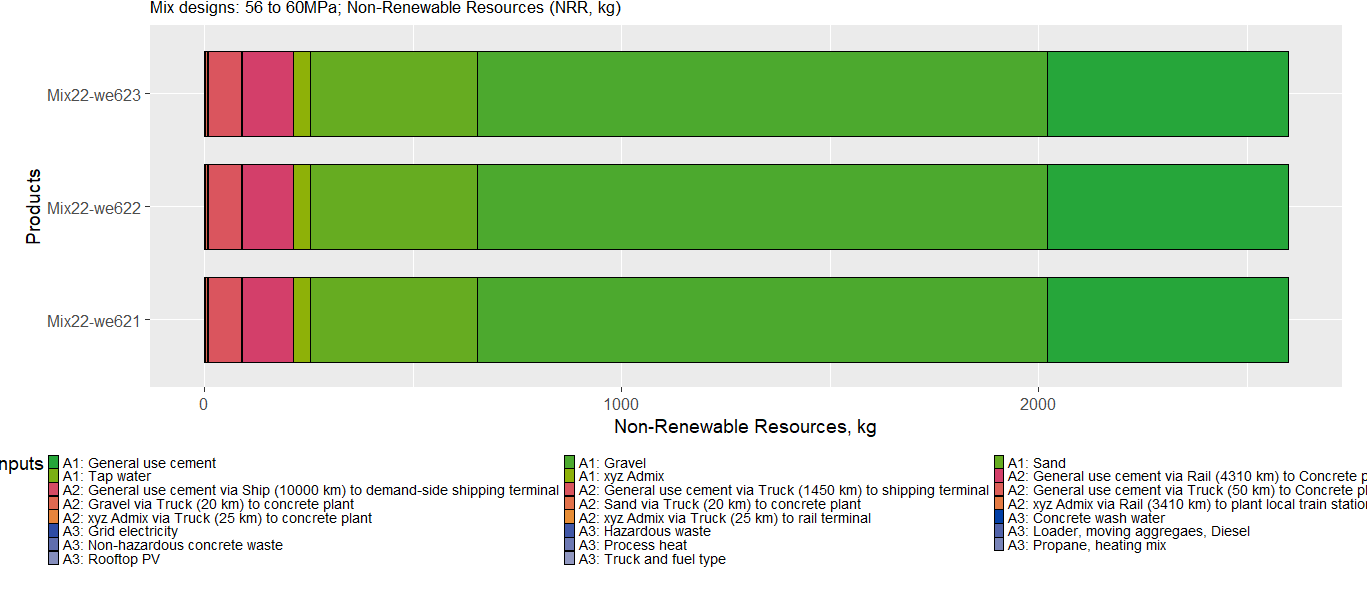 Mix designs: 56 to 60MPa; Non-Renewable Resources (NRR, kg)
Products
Mix22-we623
Mix22-we622
Mix22-we621
0 1000 2000
Non-Renewable Resources, kg
nputs
A1: General use cement A1: Gravel A1: Sand
A1: Tap water A1: xyz Admix A2: General use cement via Rail (4310 km) to Concrete p
A2: General use cement via Ship (10000 km) to demand-side shipping terminal A2: General use cement via Truck (1450 km) to shipping terminal A2: General use cement via Truck (50 km) to Concrete pl
A2: Gravel via Truck (20 km) to concrete plant A2: Sand via Truck (20 km) to concrete plant A2: xyz Admix via Rail (3410 km) to plant local train statio
A2: xyz Admix via Truck (25 km) to concrete plant A2: xyz Admix via Truck (25 km) to rail terminal A3: Concrete wash water
A3: Grid electricity A3: Hazardous waste A3: Loader, moving aggregaes, Diesel
A3: Non-hazardous concrete waste A3: Process heat A3: Propane, heating mix
A3: Rooftop PV A3: Truck and fuel type